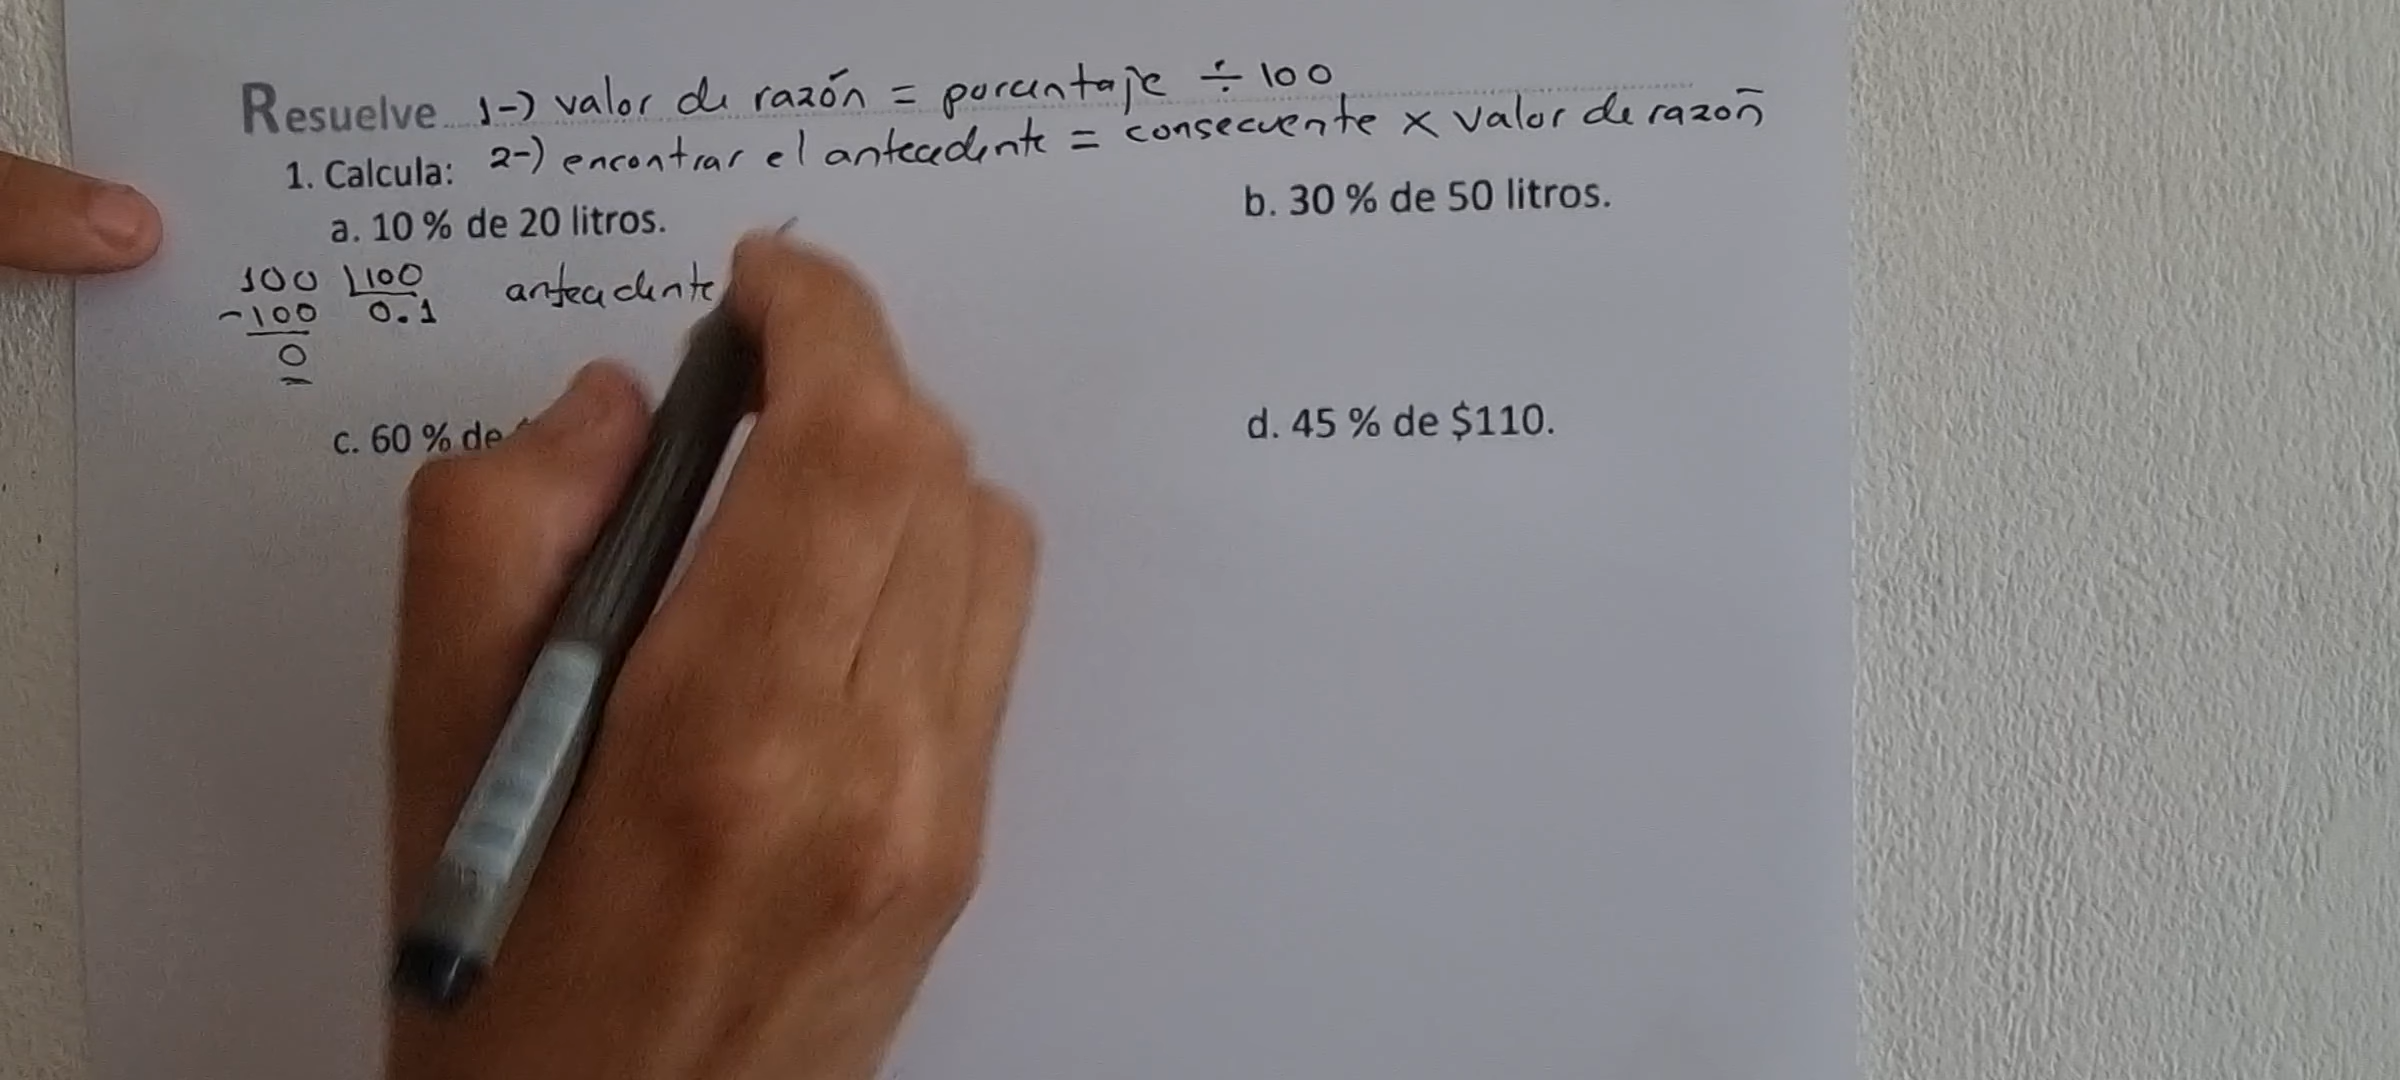 Resuelve 1-) valor de razón = porcentaje ÷ 100
2-) encontrar el antecedente = consecuente x valor de razón
1. Calcula:
a. 10 % de 20 litros.
b. 30 % de 50 litros.
100 100
-100 0.1
0
antecedente
c. 60 % de
d. 45 % de $110.